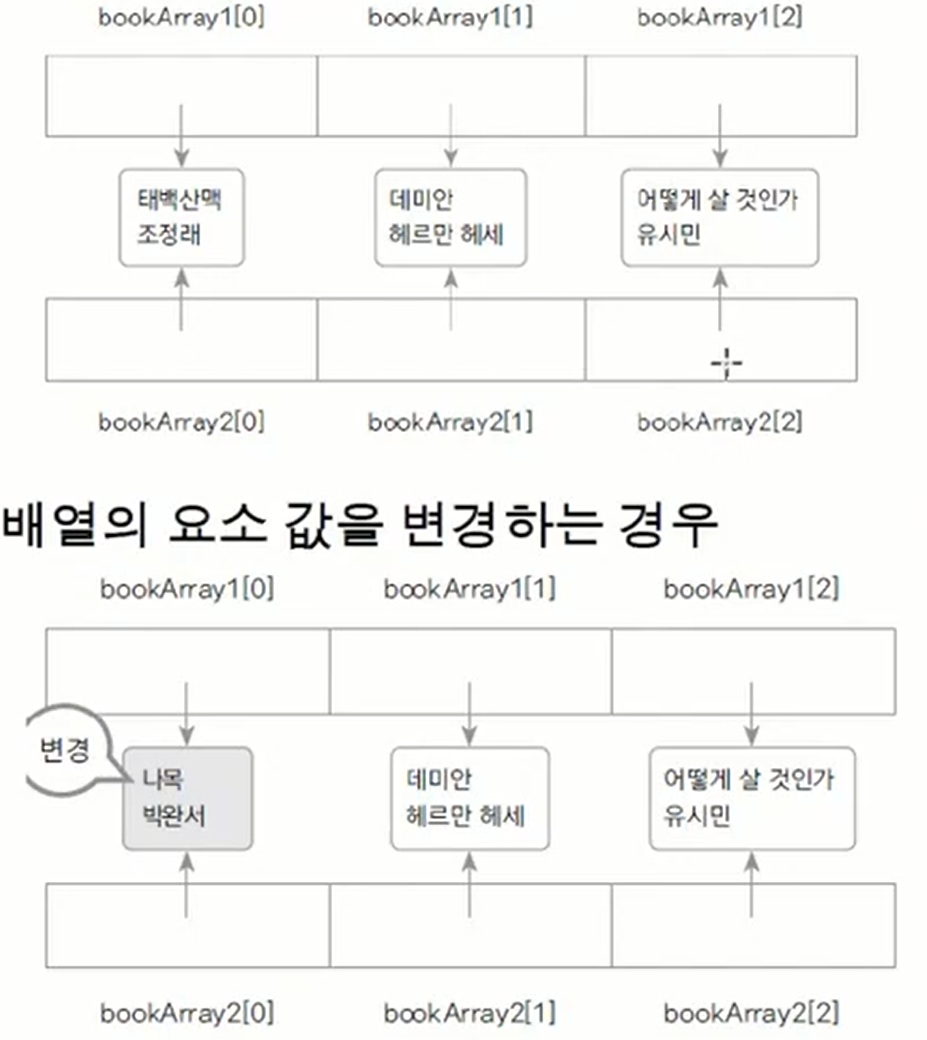 bookArray1[0] bookArray1[1] bookArray1[2]
태백산맥 데미안 어떻게 살 것인가
조정래 헤르만 헤세 유시민
bookArray2[0] bookArray2[1] bookArray2[2]
배열의 요소 값을 변경하는 경우
bookArray1[0] bookArray1[1] bookArray1[2]
변경
나목 데미안 어떻게 살 것인가
박완서 헤르만 헤세 유시민
bookArray2[0] bookArray2[1] bookArray2[2]